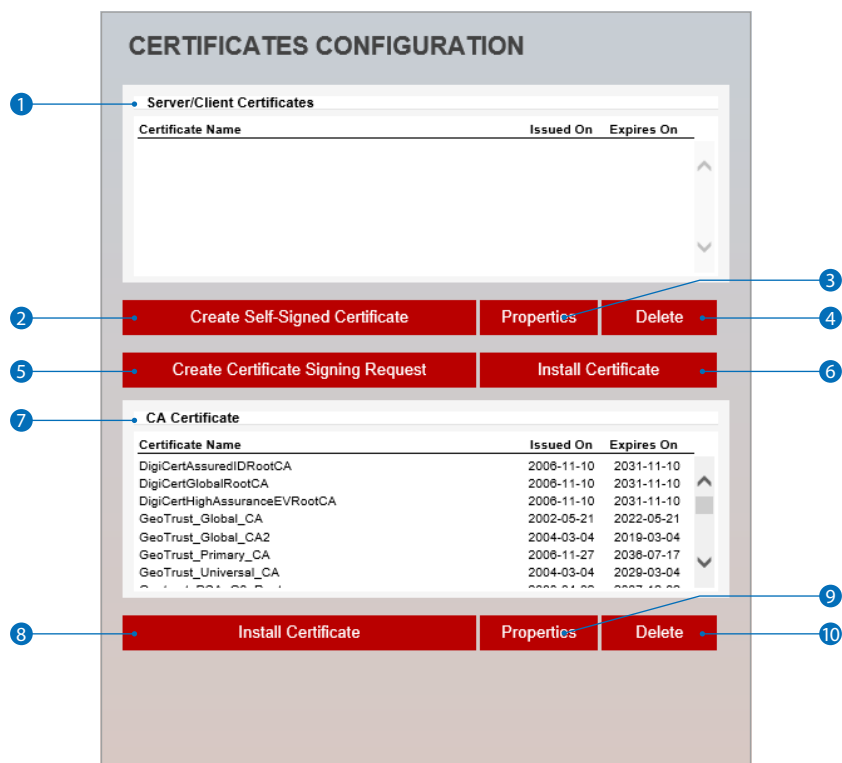 CERTIFICATES CONFIGURATION
1 Server/Client Certificates
Certificate Name Issued On Expires On
3
2 Create Self-Signed Certificate Properties Delete 4
5 Create Certificate Signing Request Install Certificate 6
7 CA Certificate
Certificate Name Issued On Expires On
DigiCertAssuredIDRootCA 2006-11-10 2031-11-10
DigiCertGlobalRootCA 2006-11-10 2031-11-10
DigiCertHighAssuranceEVRootCA 2006-11-10 2031-11-10
GeoTrust_Global_CA 2002-05-21 2022-05-21
GeoTrust_Global_CA2 2004-03-04 2019-03-04
GeoTrust_Primary_CA 2006-11-27 2036-07-17
GeoTrust_Universal_CA 2004-03-04 2029-03-04
9
8 Install Certificate Properties Delete 10